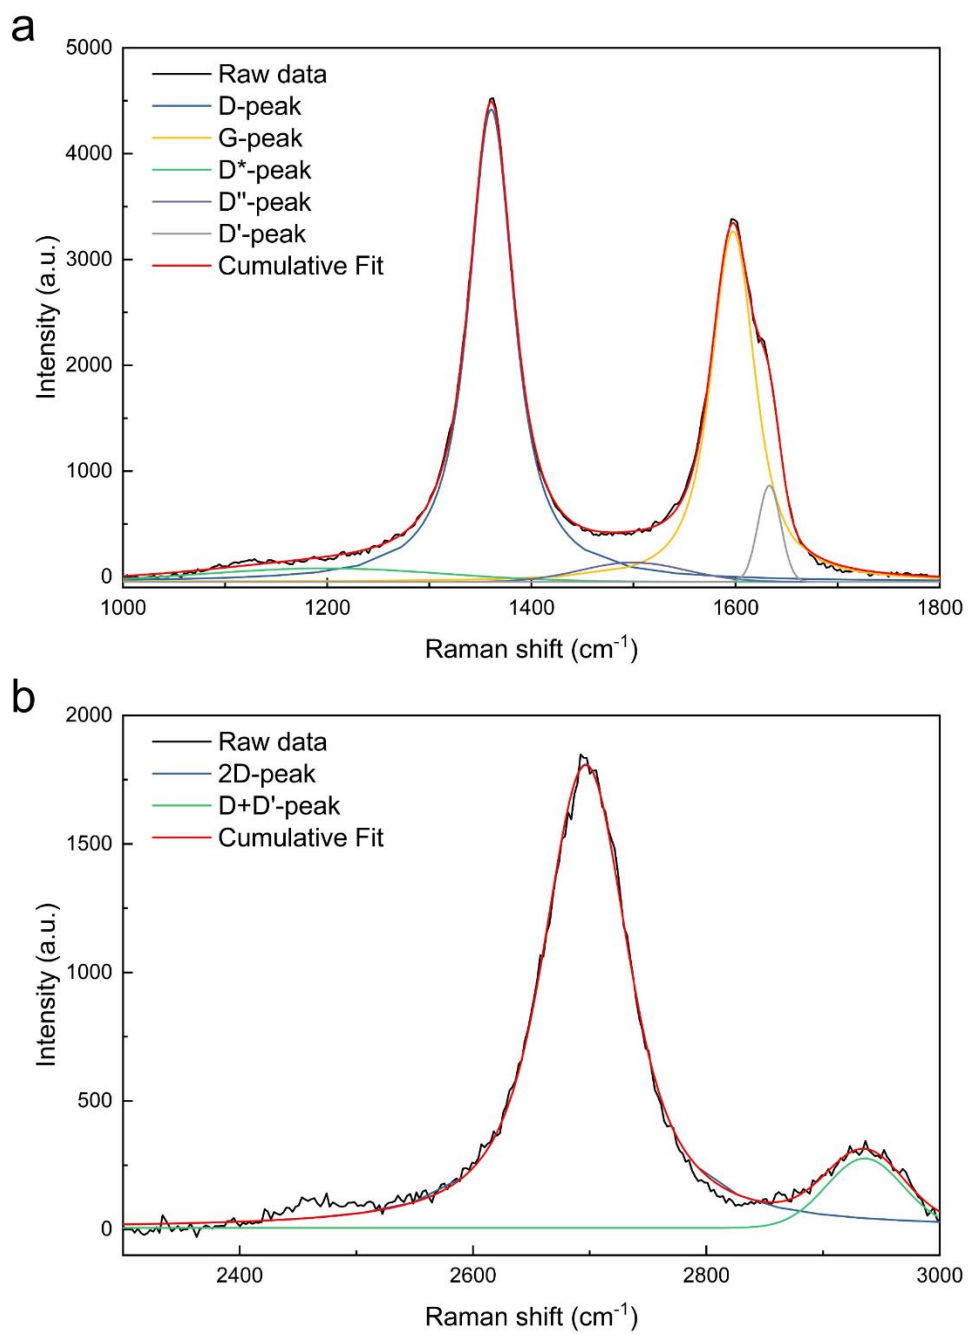 a
5000
4000
3000
2000
1000
0
Intensity (a.u.)
Raw data
D-peak
G-peak
D*-peak
D"-peak
D'-peak
Cumulative Fit
1000 1200 1400 1600 1800
Raman shift (cm⁻¹)
b
2000
1500
1000
500
0
Intensity (a.u.)
Raw data
2D-peak
D+D'-peak
Cumulative Fit
2400 2600 2800 3000
Raman shift (cm⁻¹)